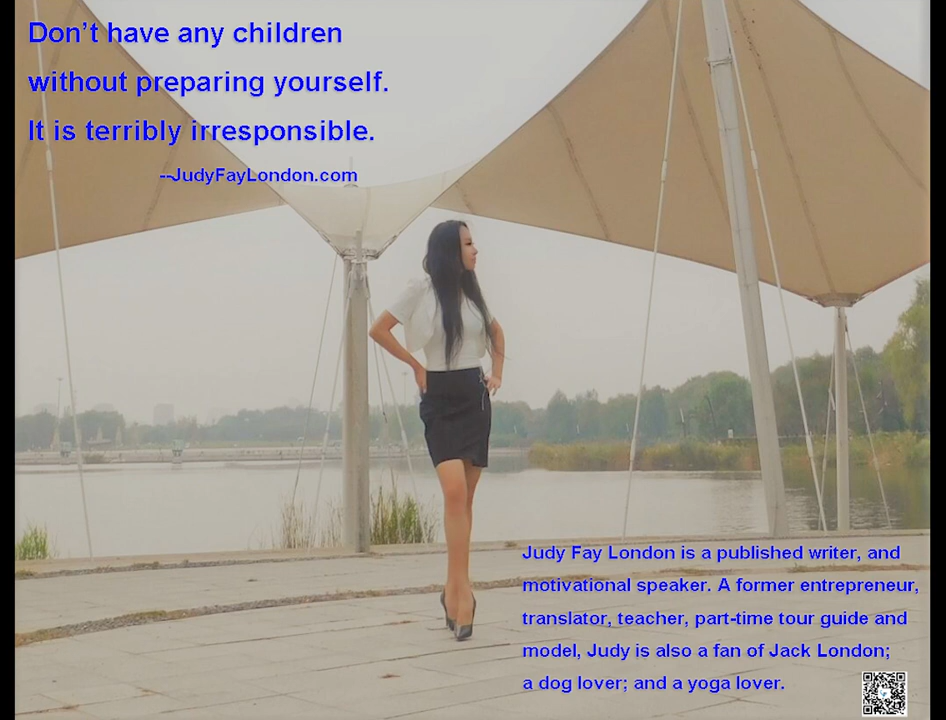 Don't have any children
without preparing yourself.
It is terribly irresponsible.
--JudyFayLondon.com
Judy Fay London is a published writer, and
motivational speaker. A former entrepreneur,
translator, teacher, part-time tour guide and
model, Judy is also a fan of Jack London;
a dog lover; and a yoga lover.